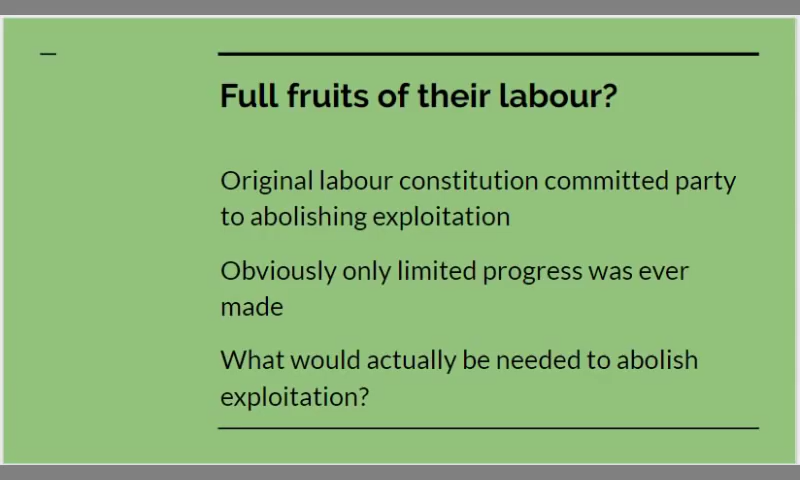 Full fruits of their labour?
Original labour constitution committed party
to abolishing exploitation
Obviously only limited progress was ever
made
What would actually be needed to abolish
exploitation?